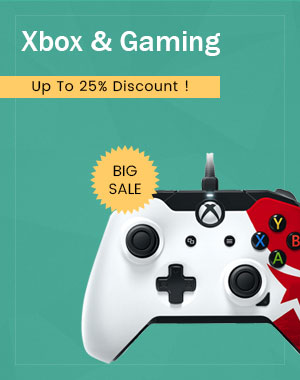 Xbox & Gaming
Up To 25% Discount !
BIG
SALE
Y
X
B
A